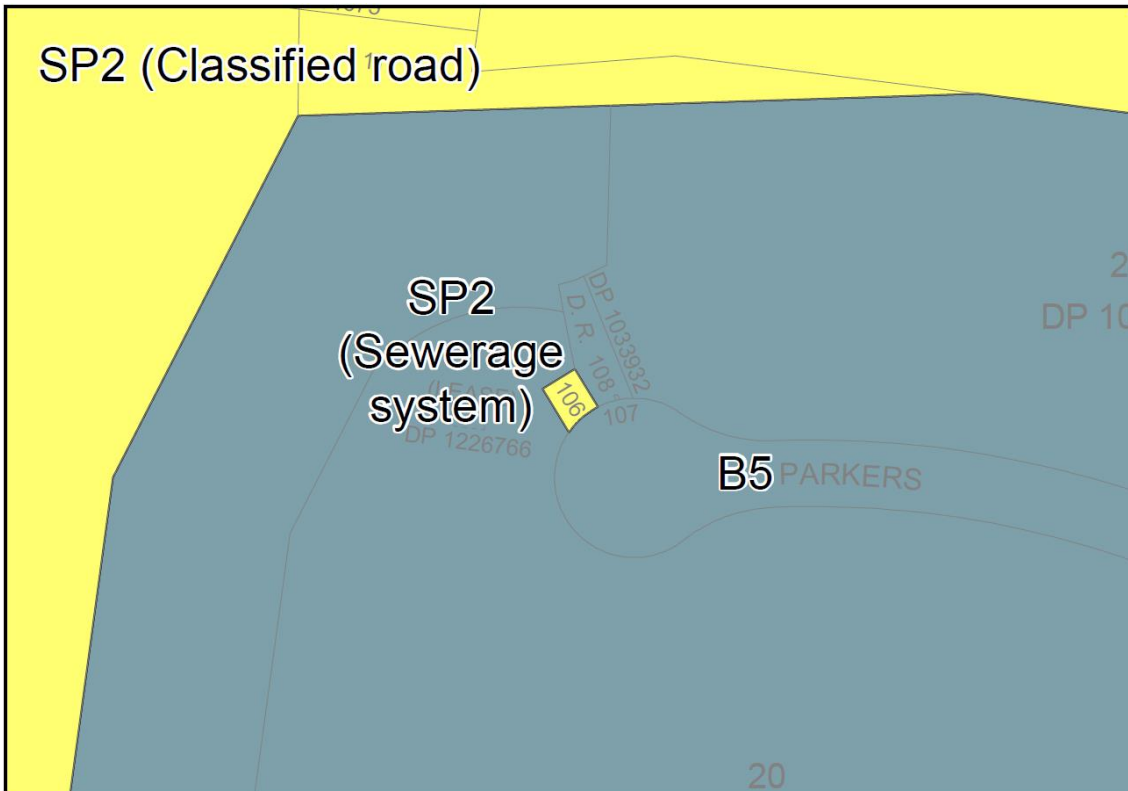 SP2 (Classified road)
SP2
(Sewerage
system)
DP 1226766
106
D. R. 108
DP 1033932
107
B5
PARKERS
2
DP 10
20